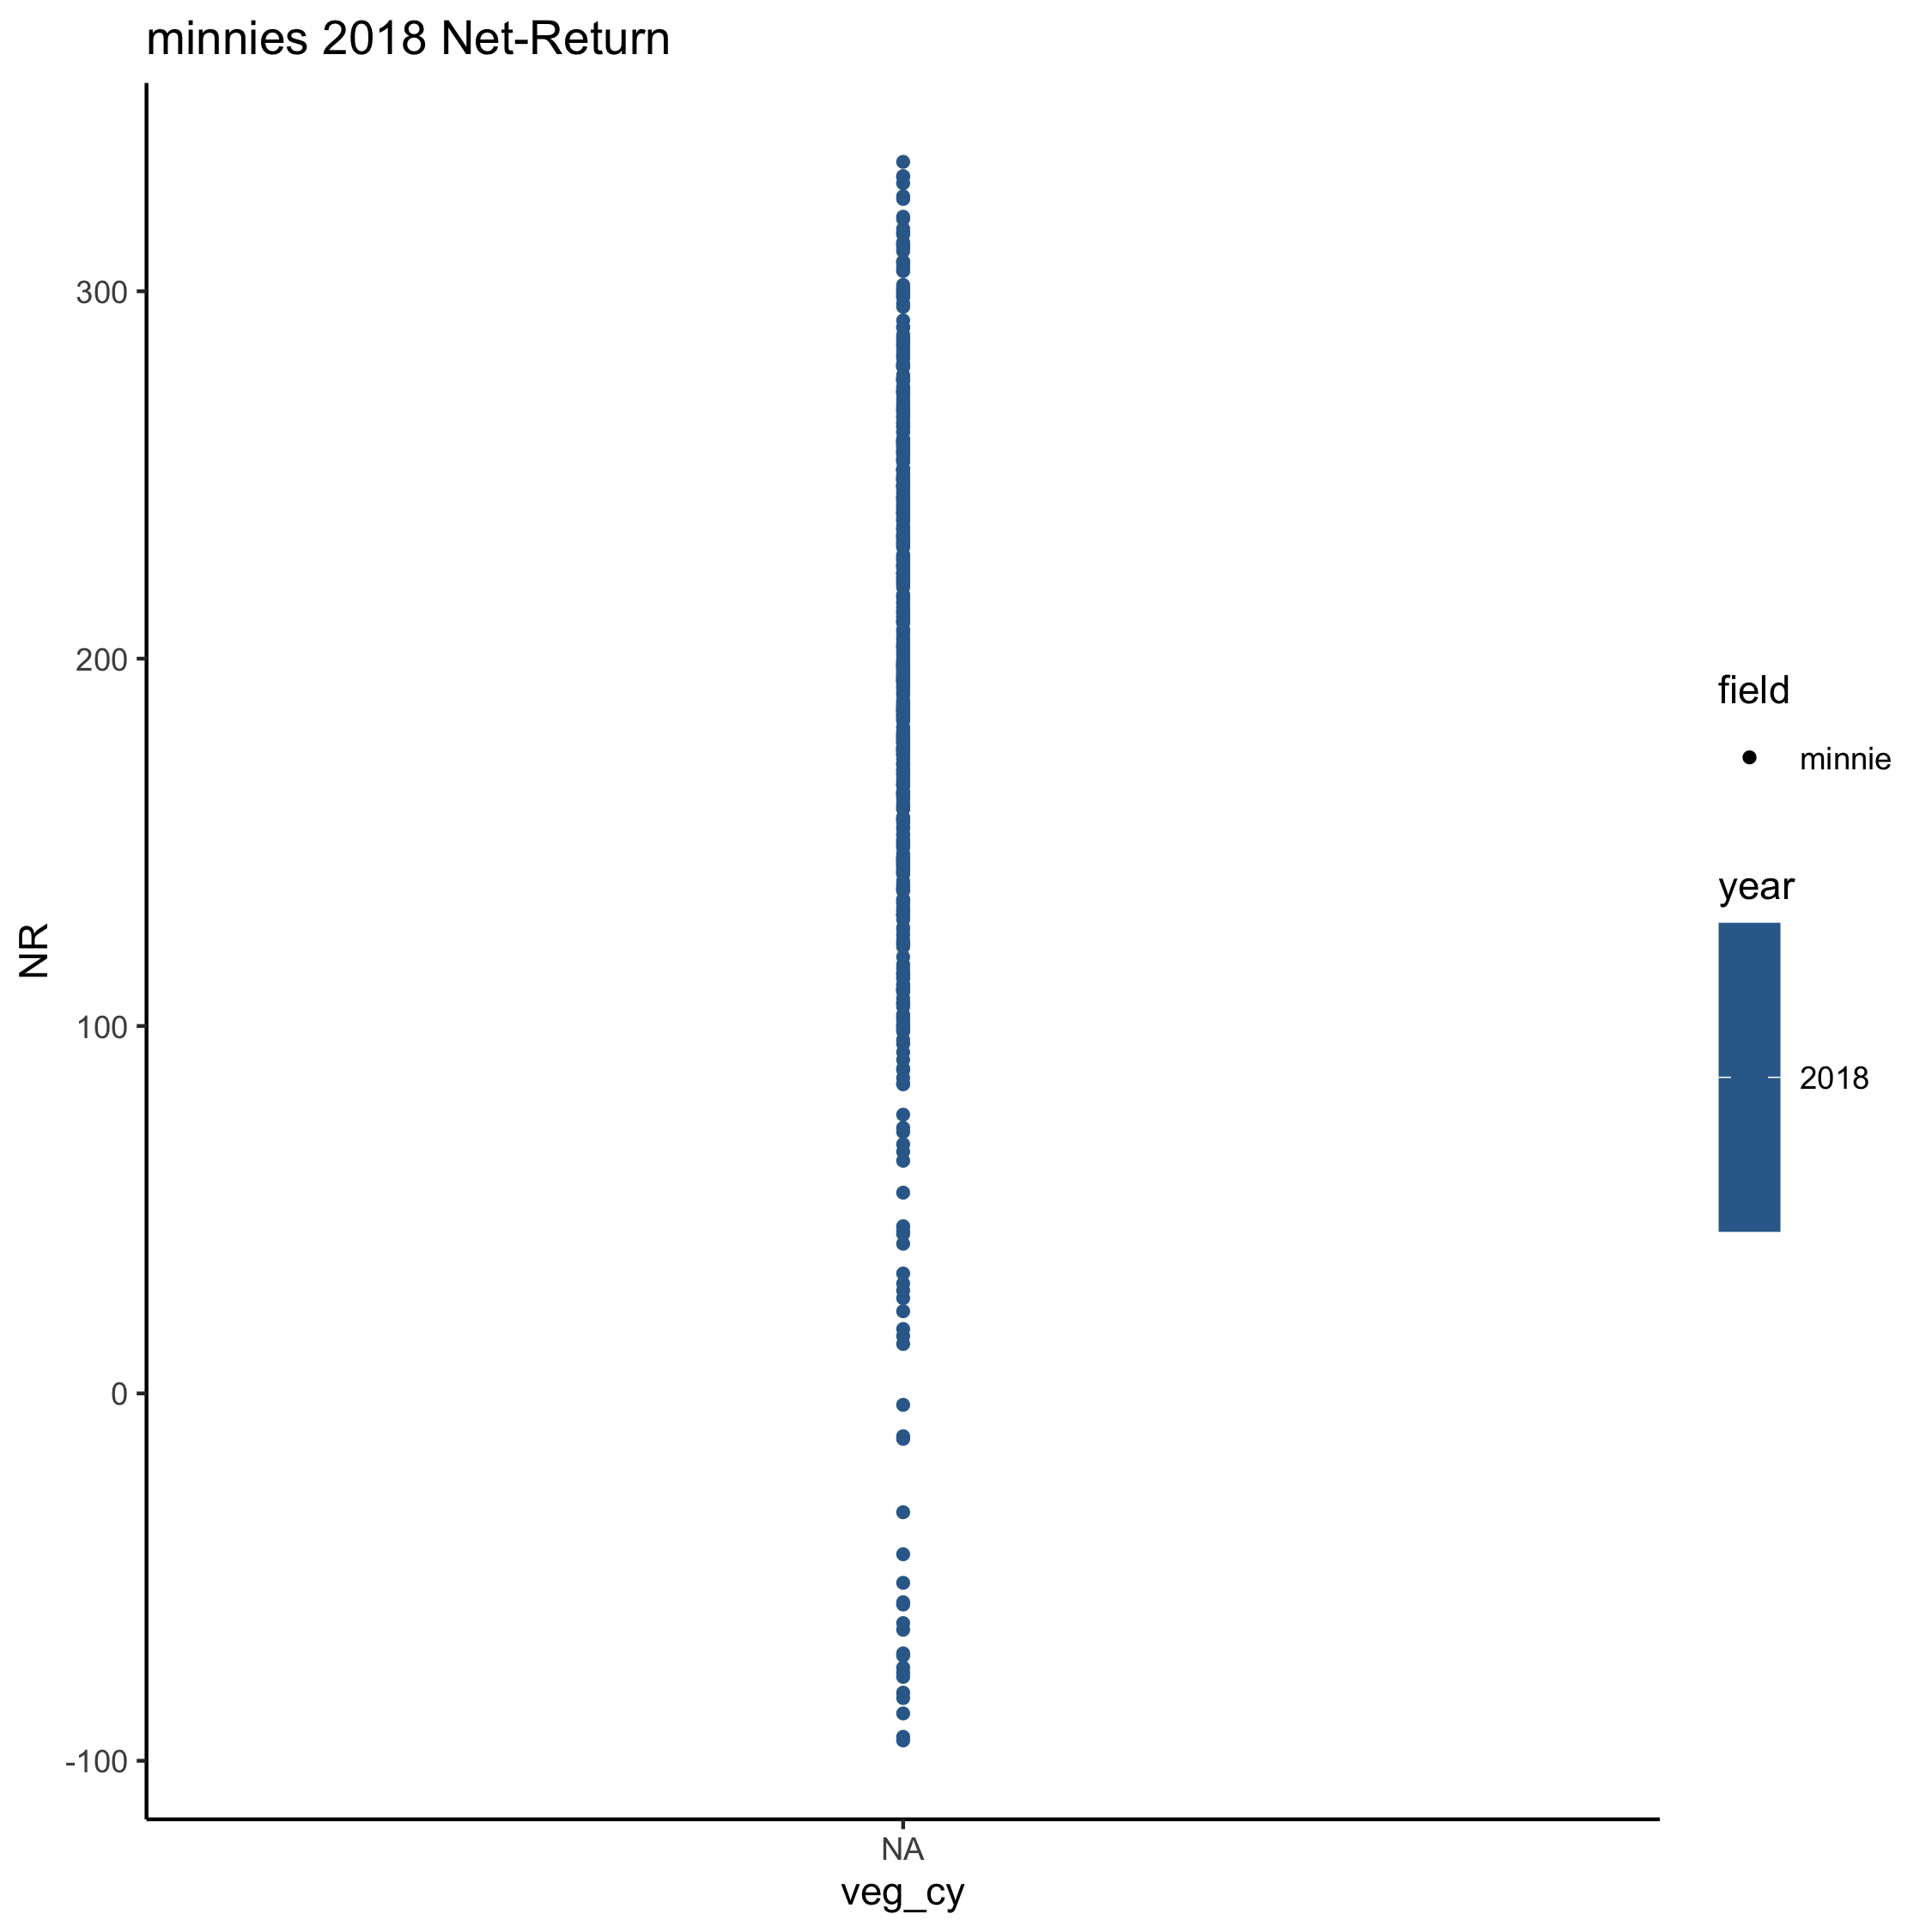 minnies 2018 Net-Return
300
200
100
0
-100
NR
NA
veg_cy
field
minnie
year
2018